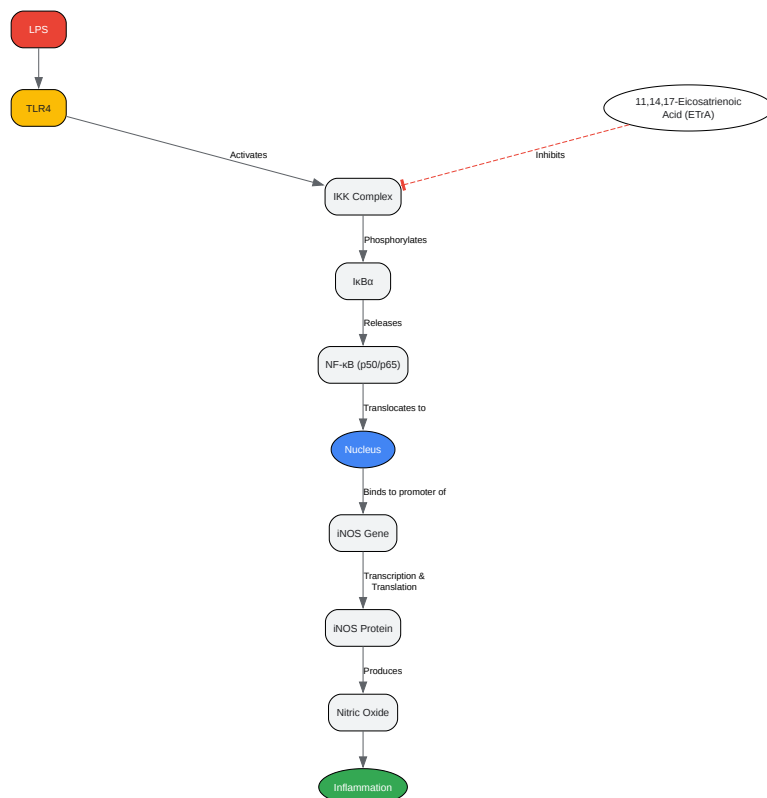 LPS
TLR4
11,14,17-Eicosatrienoic
Acid (ETrA)
Activates
Inhibits
IKK Complex
Phosphorylates
IκBα
Releases
NF-κB (p50/p65)
Translocates to
Nucleus
Binds to promoter of
iNOS Gene
Transcription &
Translation
iNOS Protein
Produces
Nitric Oxide
Inflammation